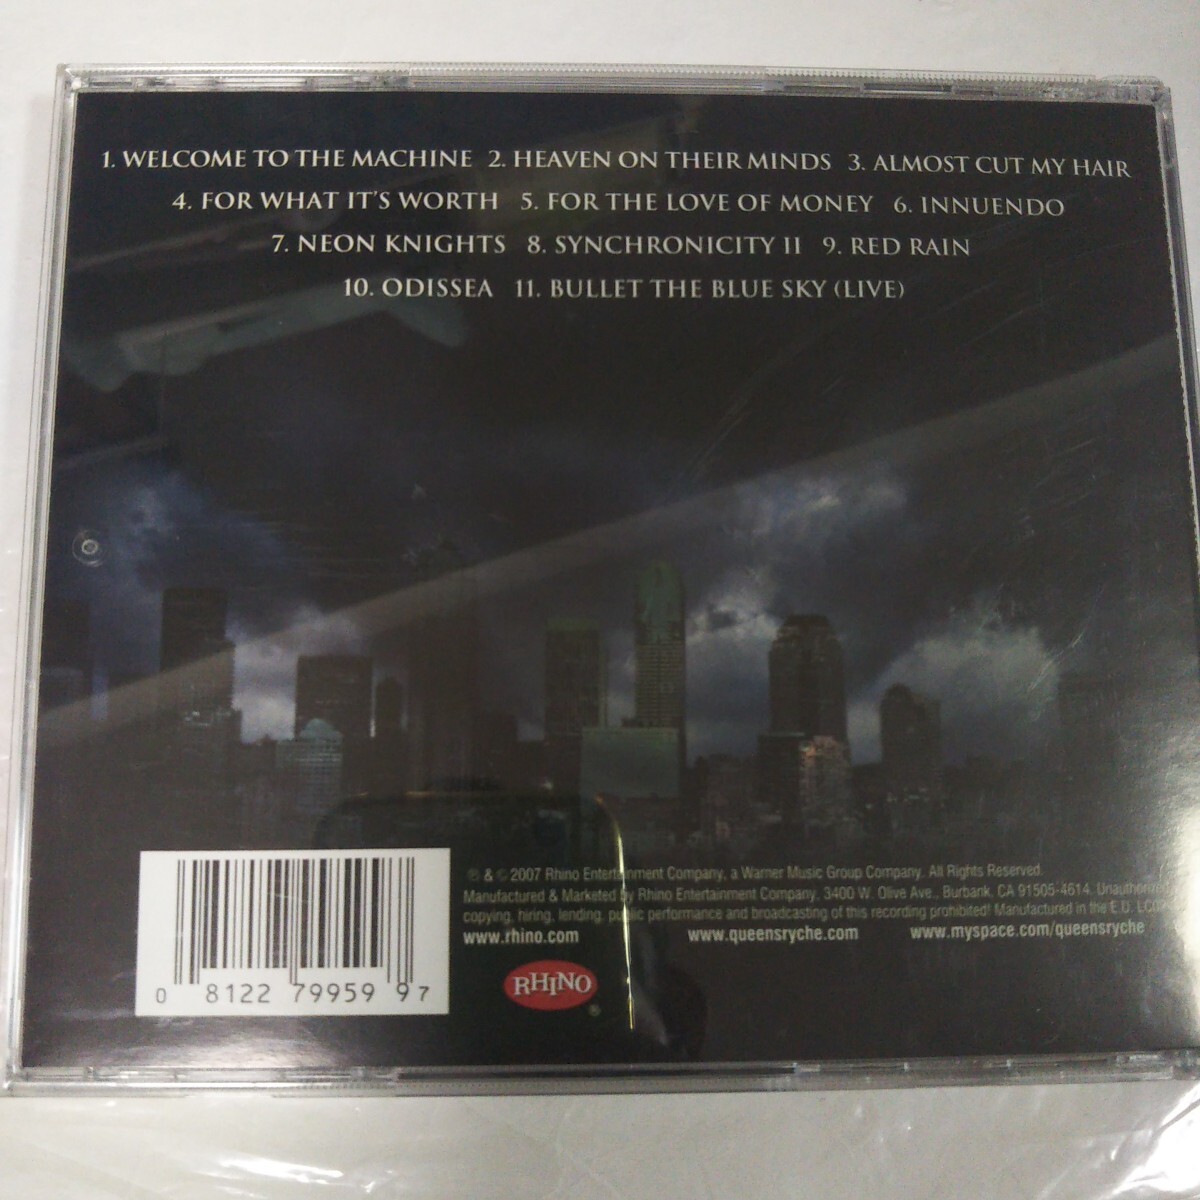 1. WELCOME TO THE MACHINE 2. HEAVEN ON THEIR MINDS 3. ALMOST CUT MY HAIR
4. FOR WHAT IT'S WORTH 5. FOR THE LOVE OF MONEY 6. INNUENDO
7. NEON KNIGHTS 8. SYNCHRONICITY II 9. RED RAIN
10. ODISSEA 11. BULLET THE BLUE SKY (LIVE)
℗ & © 2007 Rhino Entertainment Company, a Warner Music Group Company. All Rights Reserved.
Manufactured & Marketed by Rhino Entertainment Company, 3400 W. Olive Ave., Burbank, CA 91505-4614. Unauthorized
copying, hiring, lending, public performance and broadcasting of this recording prohibited! Manufactured in the E.U.
www.rhino.com www.queensryche.com www.myspace.com/queensryche
RHINO ®
0 81227 99599 7